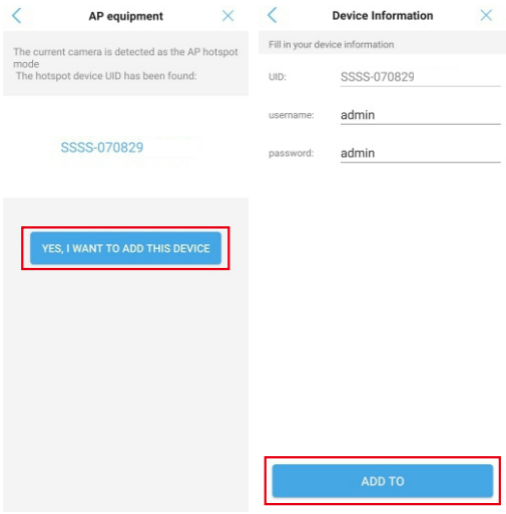 AP equipment
The current camera is detected as the AP hotspot
mode
The hotspot device UID has been found:
SSSS-070829
YES, I WANT TO ADD THIS DEVICE
Device Information
Fill in your device information
UID: SSSS-070829
username: admin
password: admin
ADD TO